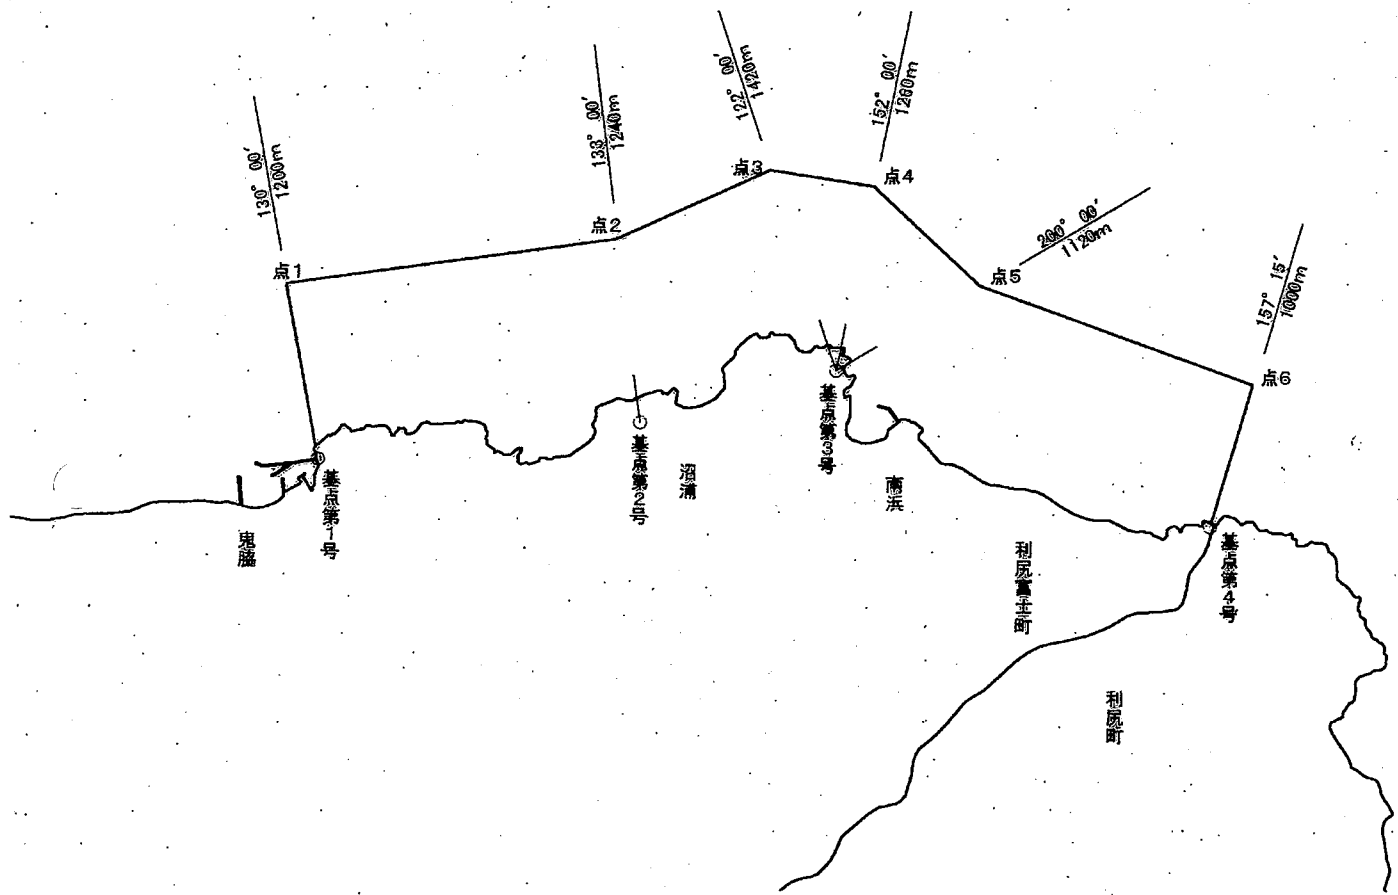 130° 00′
1200m
133° 00′
1240m
122° 00′
1420m
152° 00′
1260m
200° 00′
1120m
157° 15′
1000m
点1
点2
点3
点4
点5
点6
基点第1号
基点第2号
基点第3号
基点第4号
鬼脇
沼浦
南浜
利尻富士町
利尻町